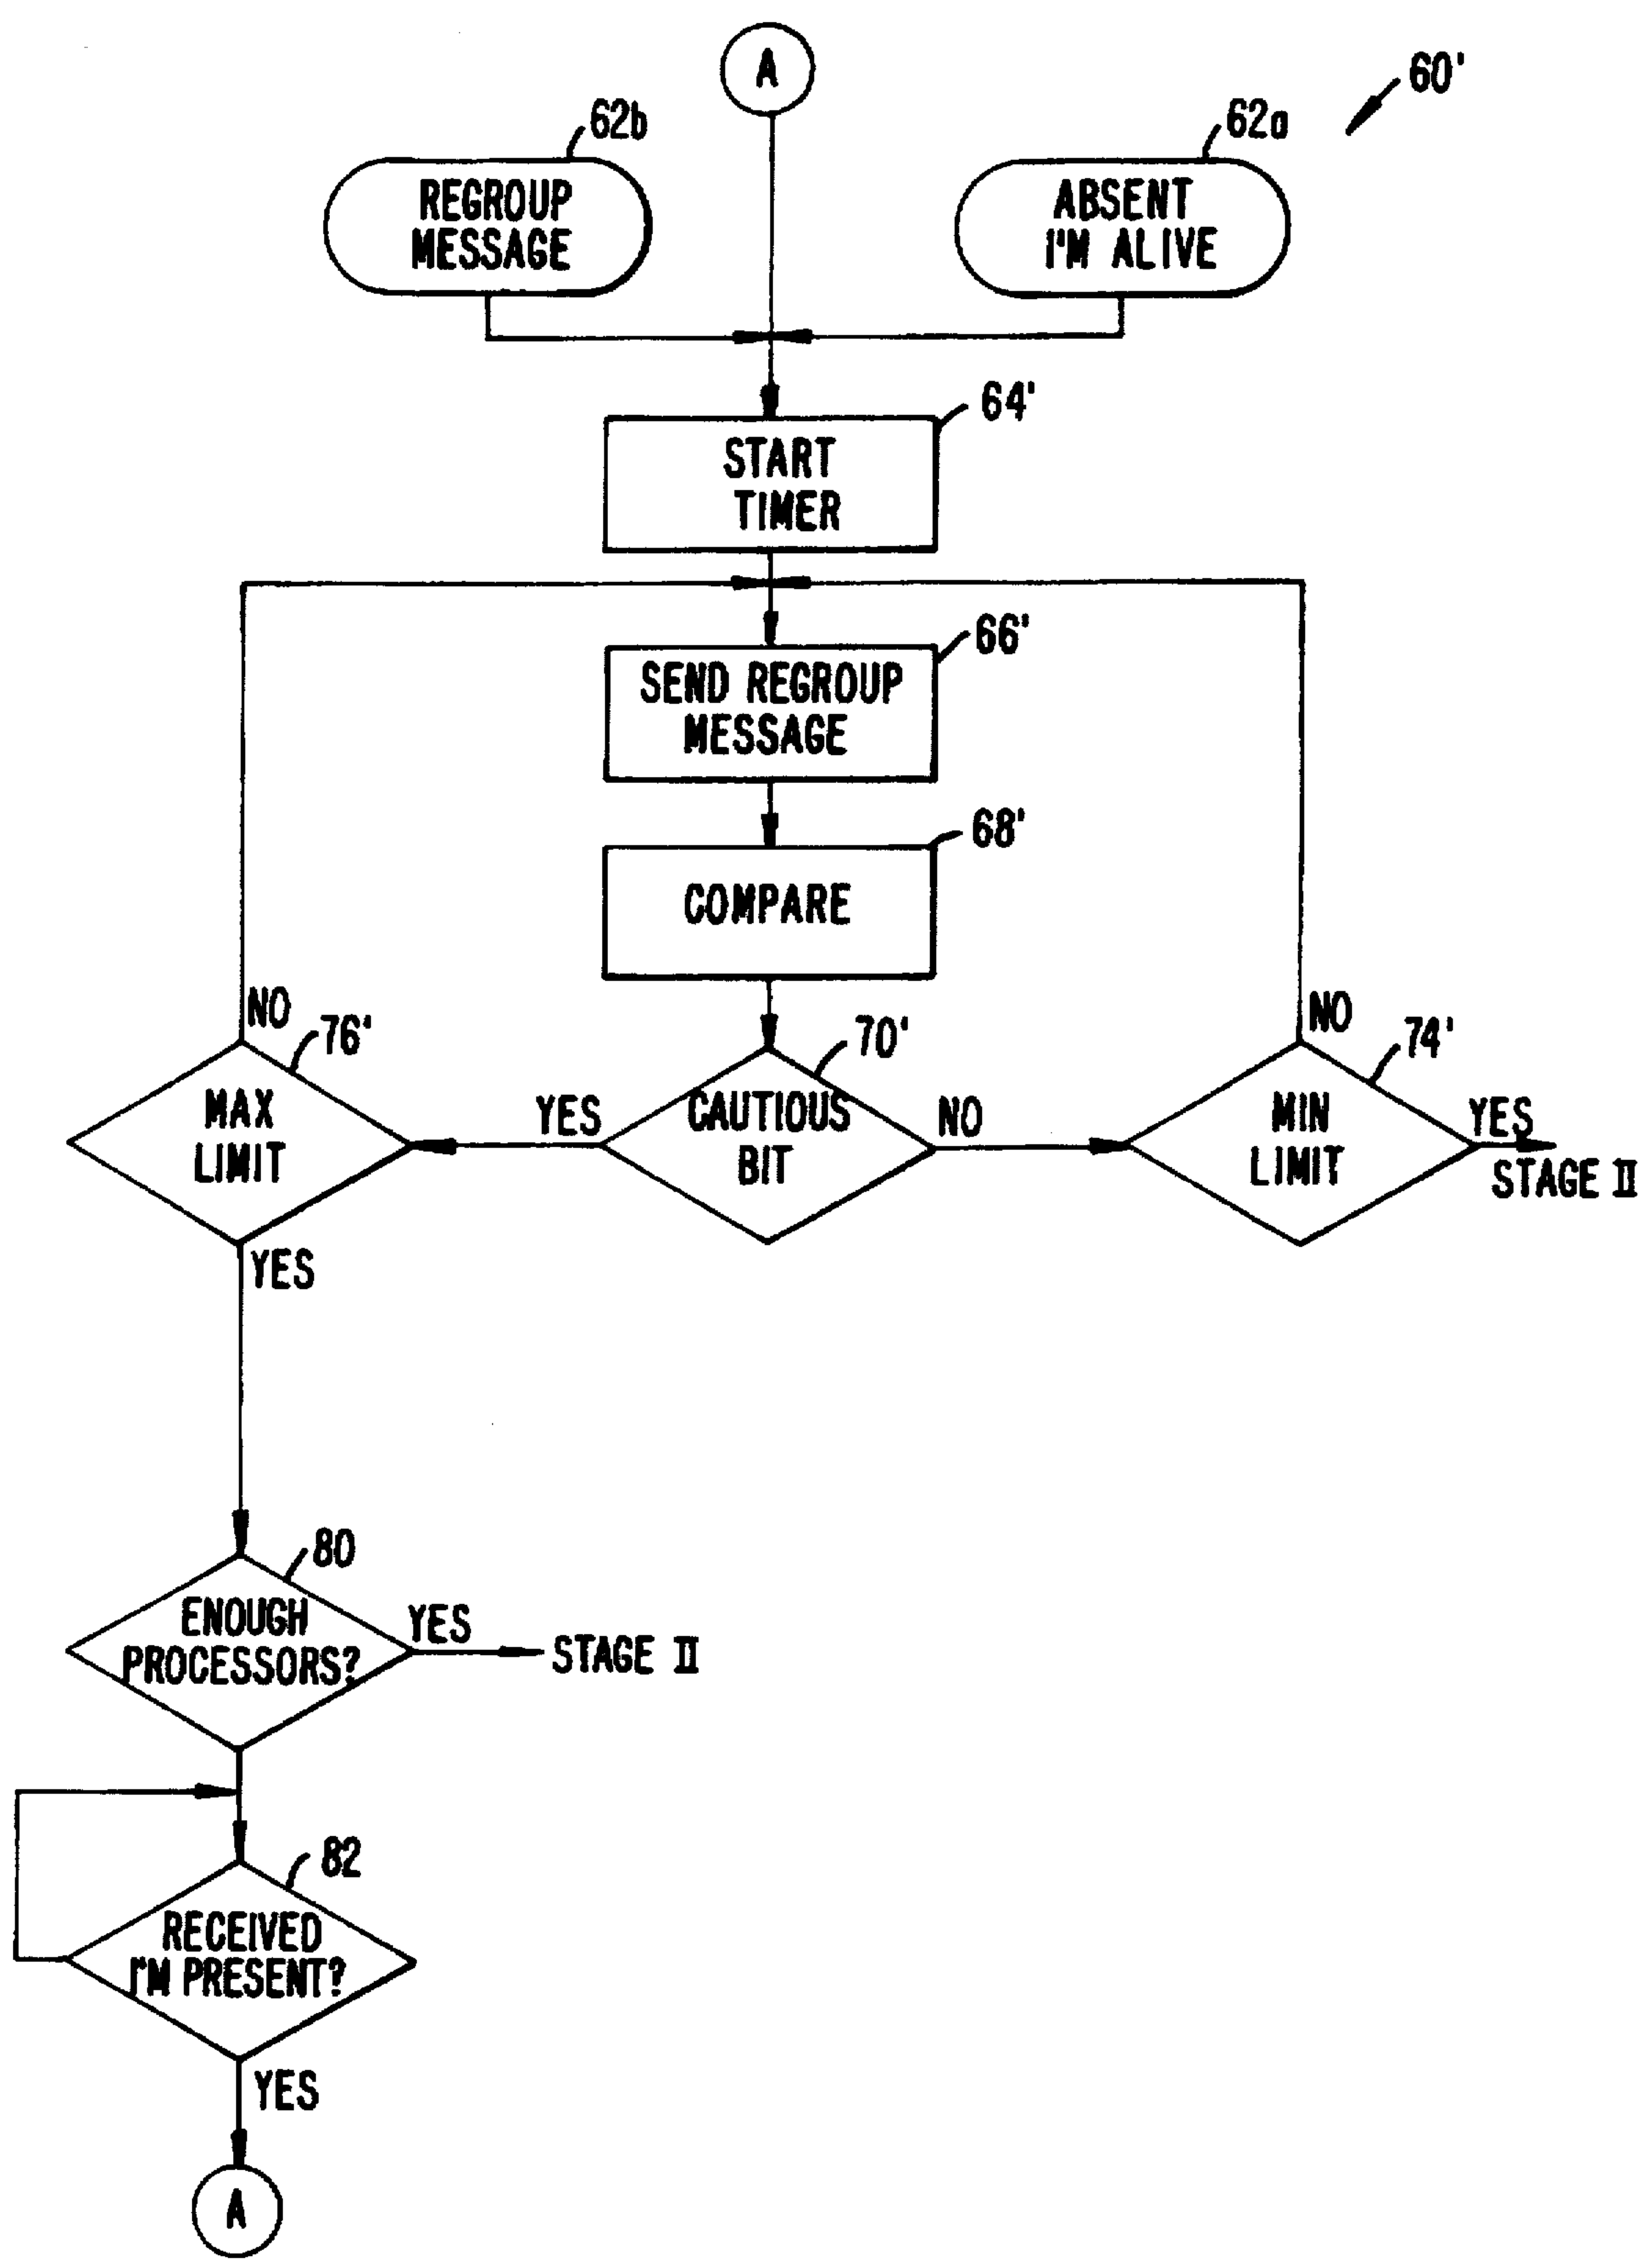 A
60'
62b
62a
REGROUP
MESSAGE
ABSENT
I'M ALIVE
64'
START
TIMER
66'
SEND REGROUP
MESSAGE
68'
COMPARE
NO
76'
70'
NO
74'
MAX
LIMIT
YES
CAUTIOUS
BIT
NO
MIN
LIMIT
YES
STAGE II
YES
80
ENOUGH
PROCESSORS?
YES
STAGE II
82
RECEIVED
I'M PRESENT?
YES
A